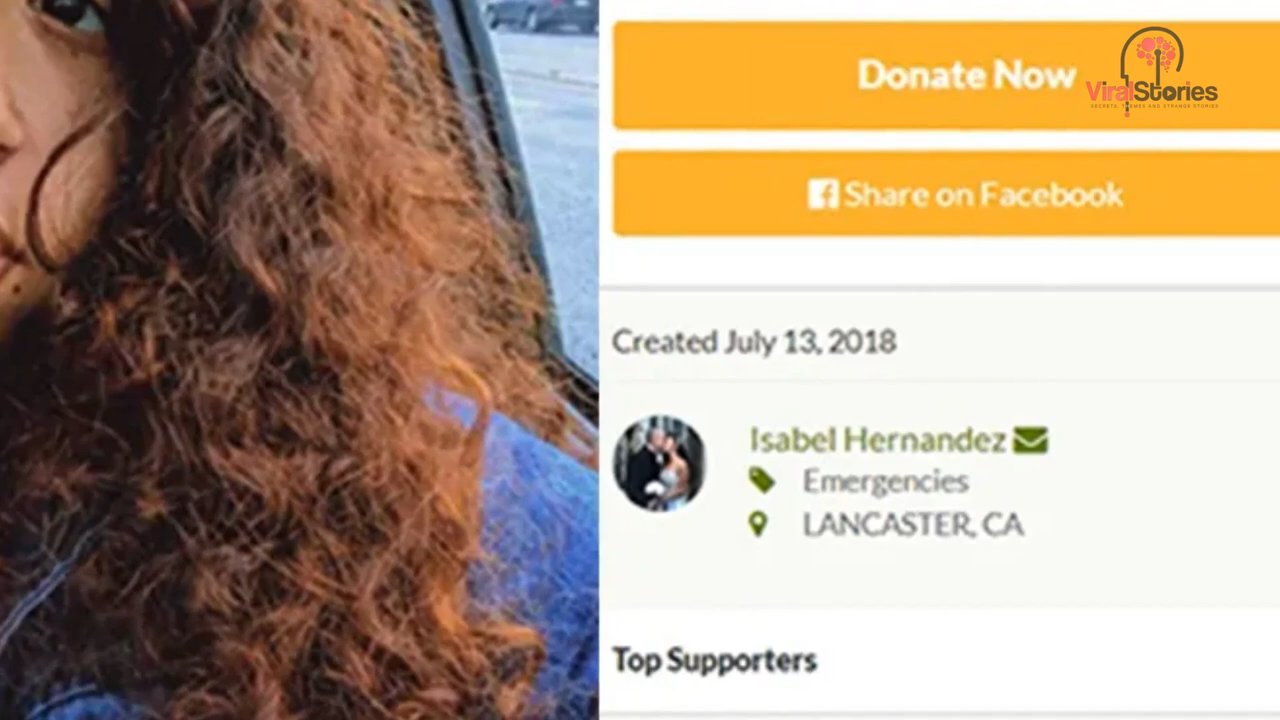 Donate Now
ViralStories
Share on Facebook
Created July 13, 2018
Isabel Hernandez
Emergencies
LANCASTER, CA
Top Supporters